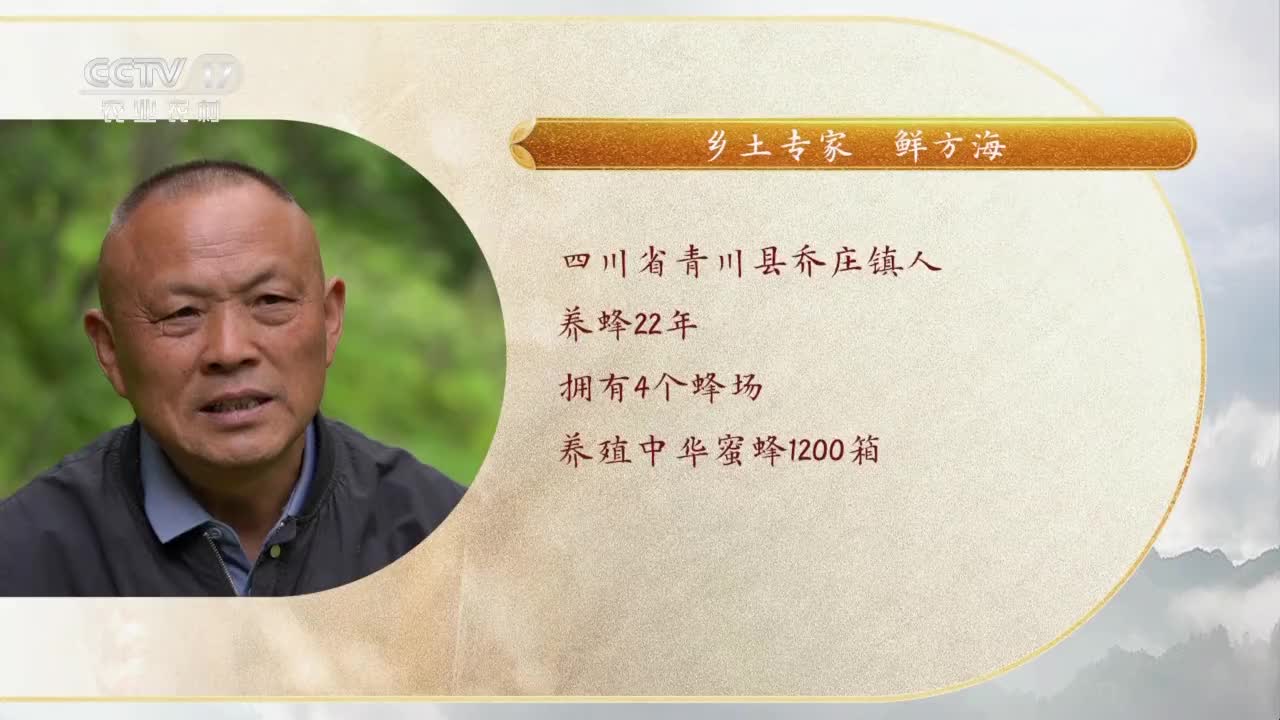 CCTV 17
农业农村
乡土专家 鲜方海
四川省青川县乔庄镇人
养蜂22年
拥有4个蜂场
养殖中华蜜蜂1200箱